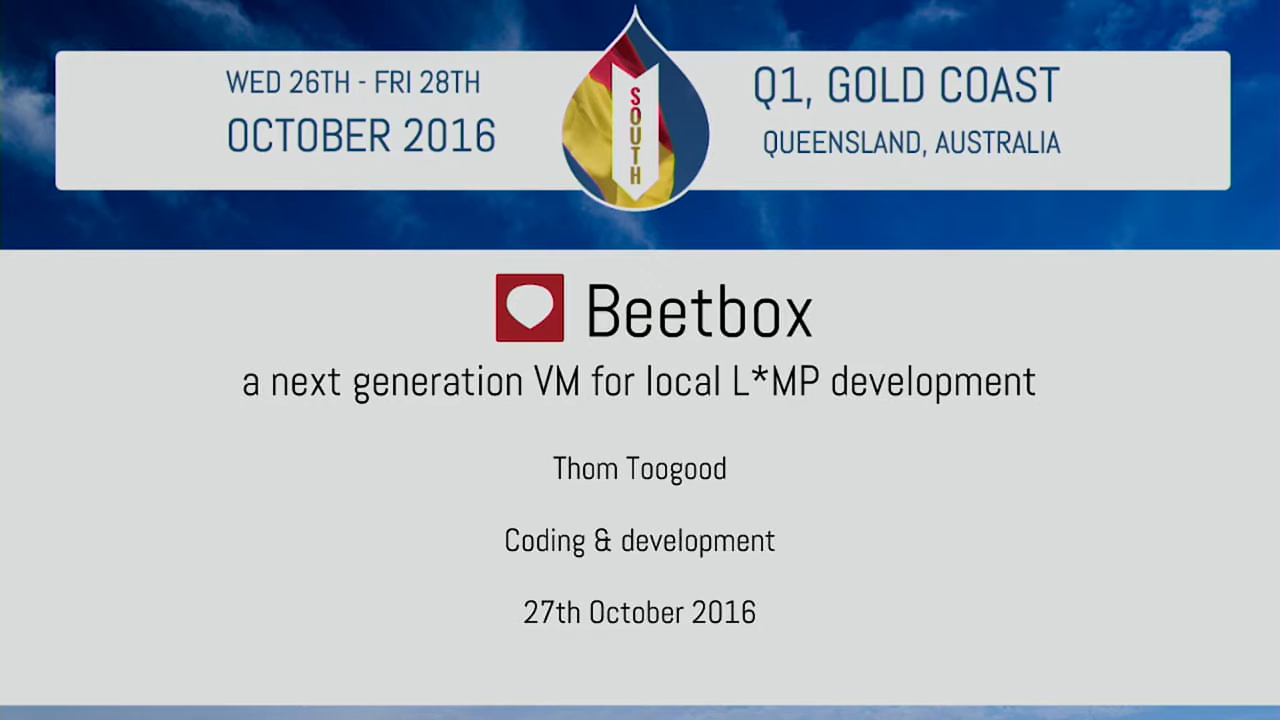 WED 26TH - FRI 28TH
OCTOBER 2016
SOUTH
Q1, GOLD COAST
QUEENSLAND, AUSTRALIA
Beetbox
a next generation VM for local L*MP development
Thom Toogood
Coding & development
27th October 2016